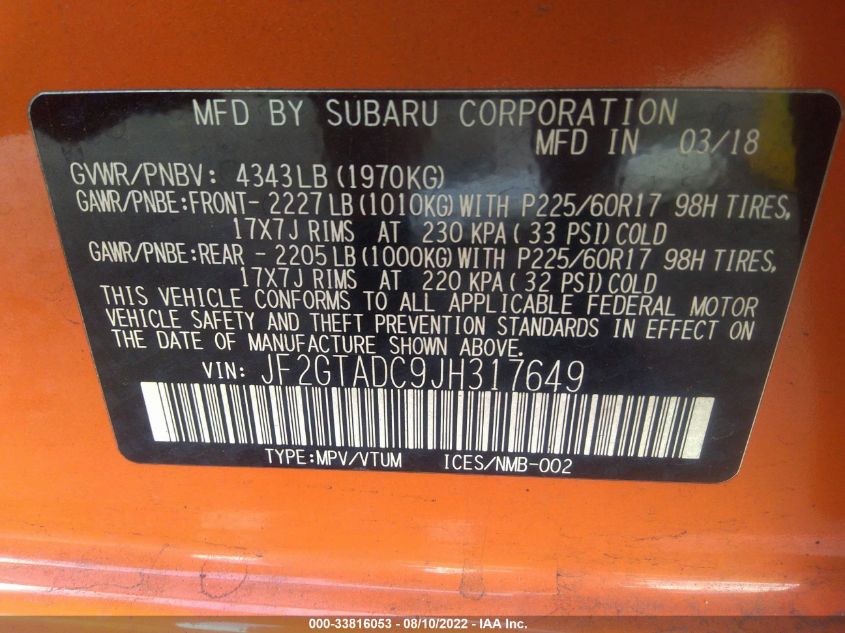 MFD BY SUBARU CORPORATION
MFD IN 03/18
GVWR/PNBV: 4343LB (1970KG)
GAWR/PNBE:FRONT- 2227LB (1010KG) WITH P225/60R17 98H TIRES,
17X7J RIMS AT 230 KPA ( 33 PSI) COLD
GAWR/PNBE:REAR - 2205LB (1000KG) WITH P225/60R17 98H TIRES,
17X7J RIMS AT 220 KPA ( 32 PSI) COLD
THIS VEHICLE CONFORMS TO ALL APPLICABLE FEDERAL MOTOR
VEHICLE SAFETY AND THEFT PREVENTION STANDARDS IN EFFECT ON
THE DATE OF MANUFACTURE SHOWN ABOVE.
VIN: JF2GTADC9JH317649
TYPE:MPV/VTUM ICES/NMB-002
000-33816053 - 08/10/2022 - IAA Inc.